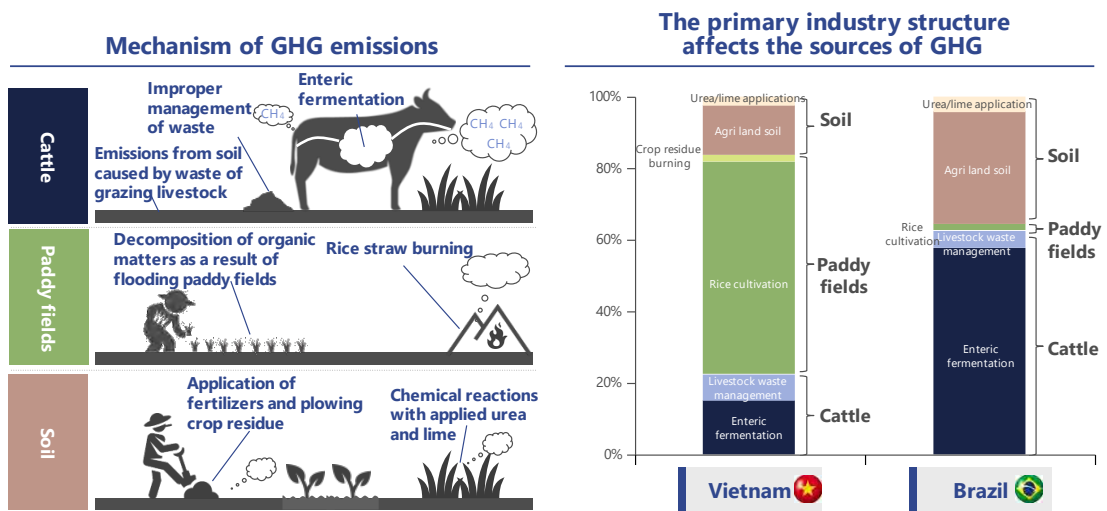 Mechanism of GHG emissions
Cattle
Improper
management
of waste
Enteric
fermentation
CH₄
CH₄ CH₄
CH₄
Emissions from soil
caused by waste of
grazing livestock
Paddy fields
Decomposition of organic
matters as a result of
flooding paddy fields
Rice straw burning
Soil
Application of
fertilizers and plowing
crop residue
Chemical reactions
with applied urea
and lime
The primary industry structure
affects the sources of GHG
100%
80%
60%
40%
20%
0%
Urea/lime applications
Agri land soil
Crop residue
burning
Rice cultivation
Livestock waste
management
Enteric
fermentation
Soil
Paddy
fields
Cattle
Vietnam
Urea/lime application
Agri land soil
Rice
cultivation
Livestock waste
management
Enteric
fermentation
Soil
Paddy
fields
Cattle
Brazil